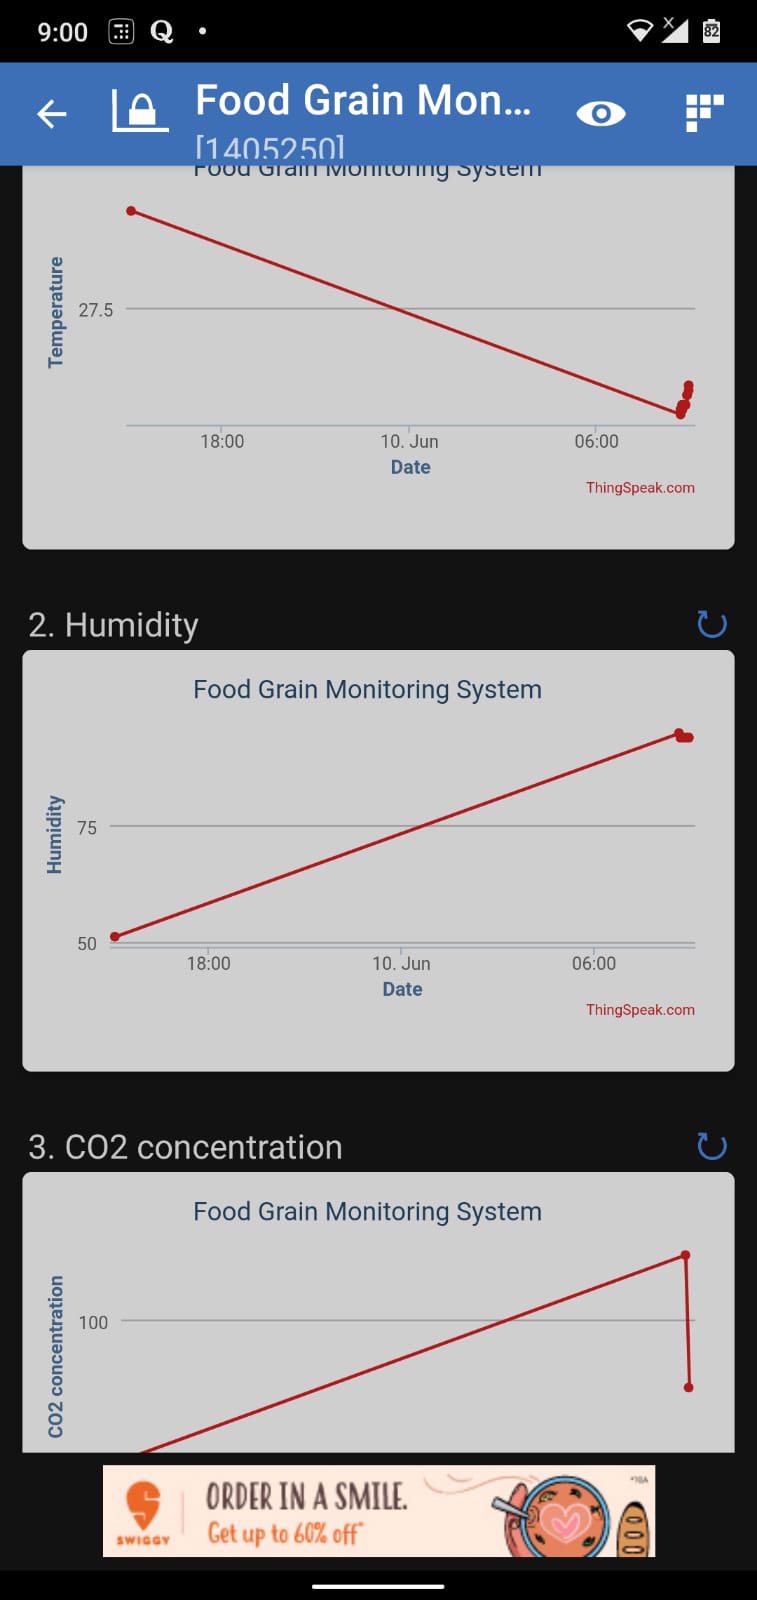 9:00
82
Food Grain Mon...
[1405250]
Food Grain Monitoring System
Temperature
27.5
18:00
10. Jun
06:00
Date
ThingSpeak.com
2. Humidity
Food Grain Monitoring System
Humidity
75
50
18:00
10. Jun
06:00
Date
ThingSpeak.com
3. CO2 concentration
Food Grain Monitoring System
CO2 concentration
100
ORDER IN A SMILE.
Get up to 60% off*
SWIGGY